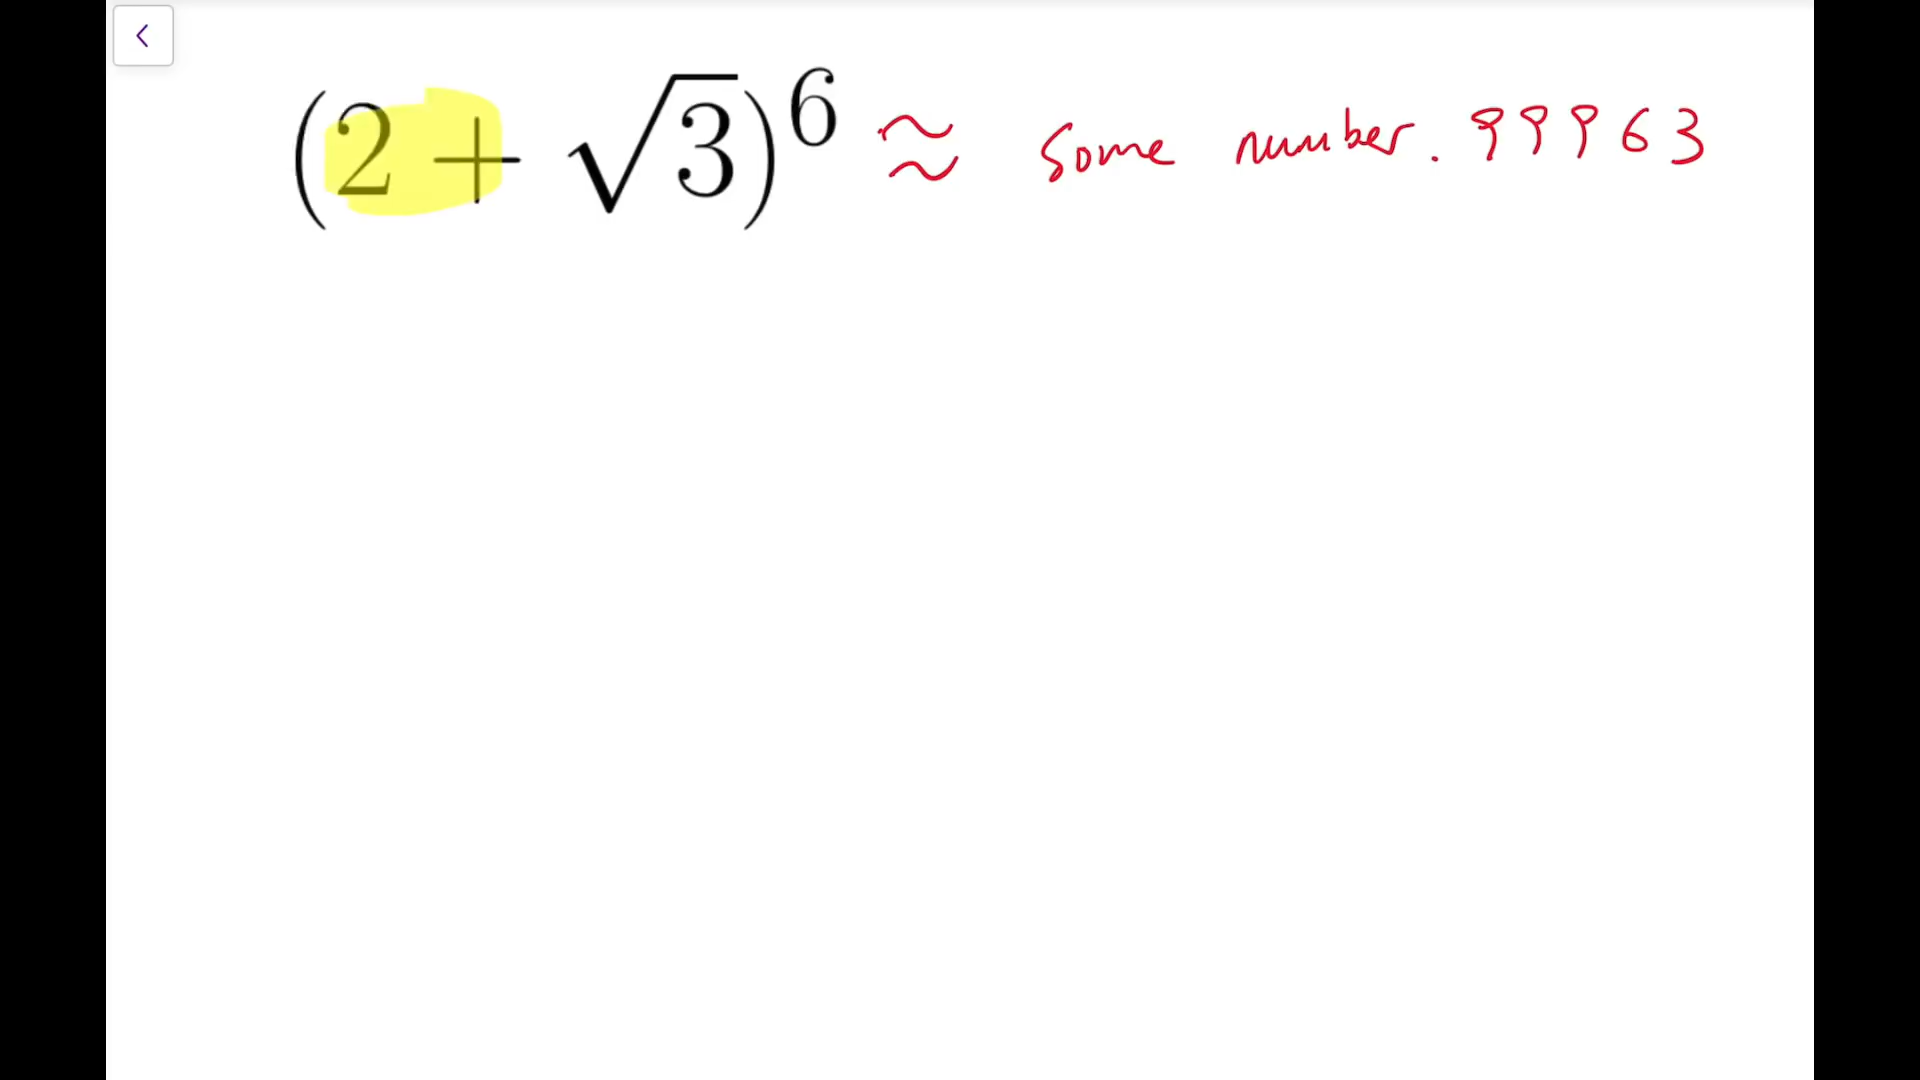 (2 + √3)⁶ ≈ some number.99963